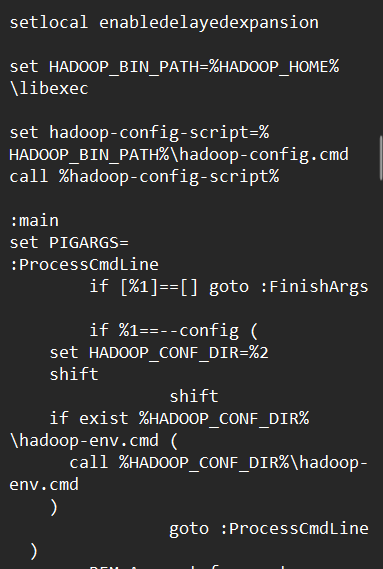 setlocal enabledelayedexpansion
set HADOOP_BIN_PATH=%HADOOP_HOME%
\libexec
set hadoop-config-script=%
HADOOP_BIN_PATH%\hadoop-config.cmd
call %hadoop-config-script%
:main
set PIGARGS=
:ProcessCmdLine
if [%1]==[] goto :FinishArgs
if %1==--config (
set HADOOP_CONF_DIR=%2
shift
shift
if exist %HADOOP_CONF_DIR%
\hadoop-env.cmd (
call %HADOOP_CONF_DIR%\hadoop-
env.cmd
)
goto :ProcessCmdLine
)